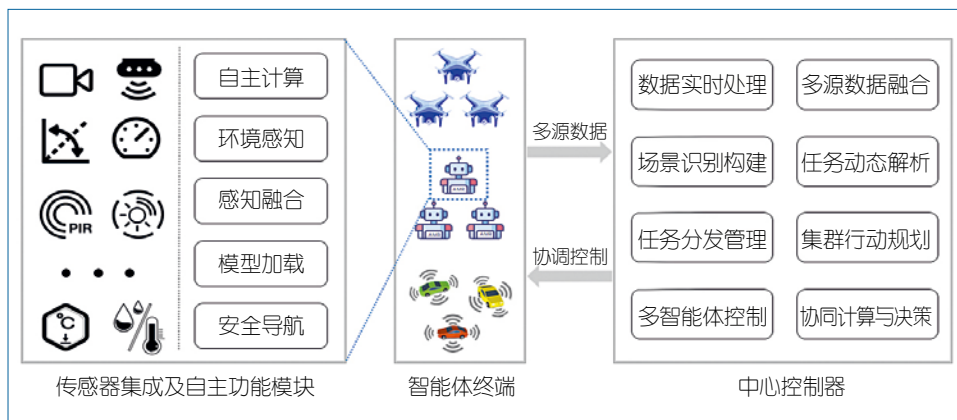 自主计算
环境感知
感知融合
模型加载
安全导航
PIR
°C
传感器集成及自主功能模块
智能体终端
多源数据
协调控制
数据实时处理
多源数据融合
场景识别构建
任务动态解析
任务分发管理
集群行动规划
多智能体控制
协同计算与决策
中心控制器